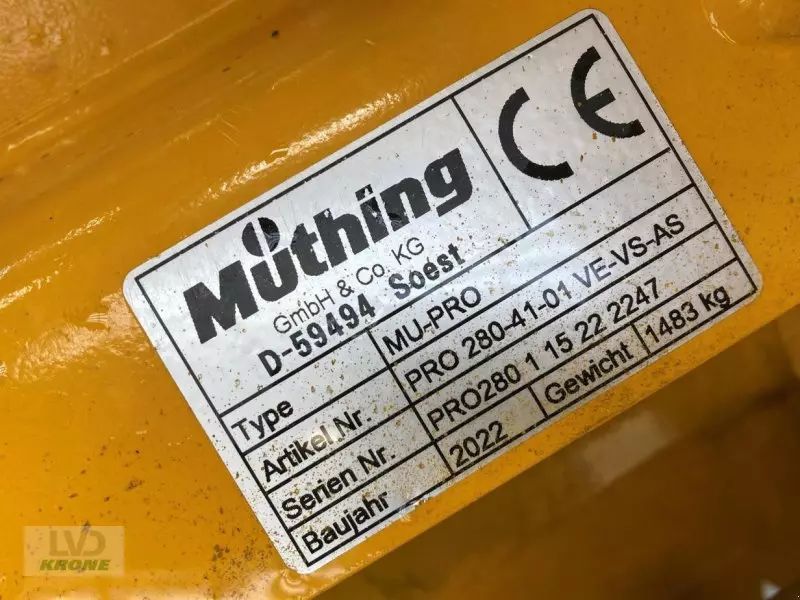 Müthing
GmbH & Co. KG
D-59494 Soest
CE
Type MU-PRO
Artikel Nr. PRO 280-41-01 VE-VS-AS
Serien Nr. PRO280 1 15 22 2247
Baujahr 2022 Gewicht 1483 kg
LVD
KRONE